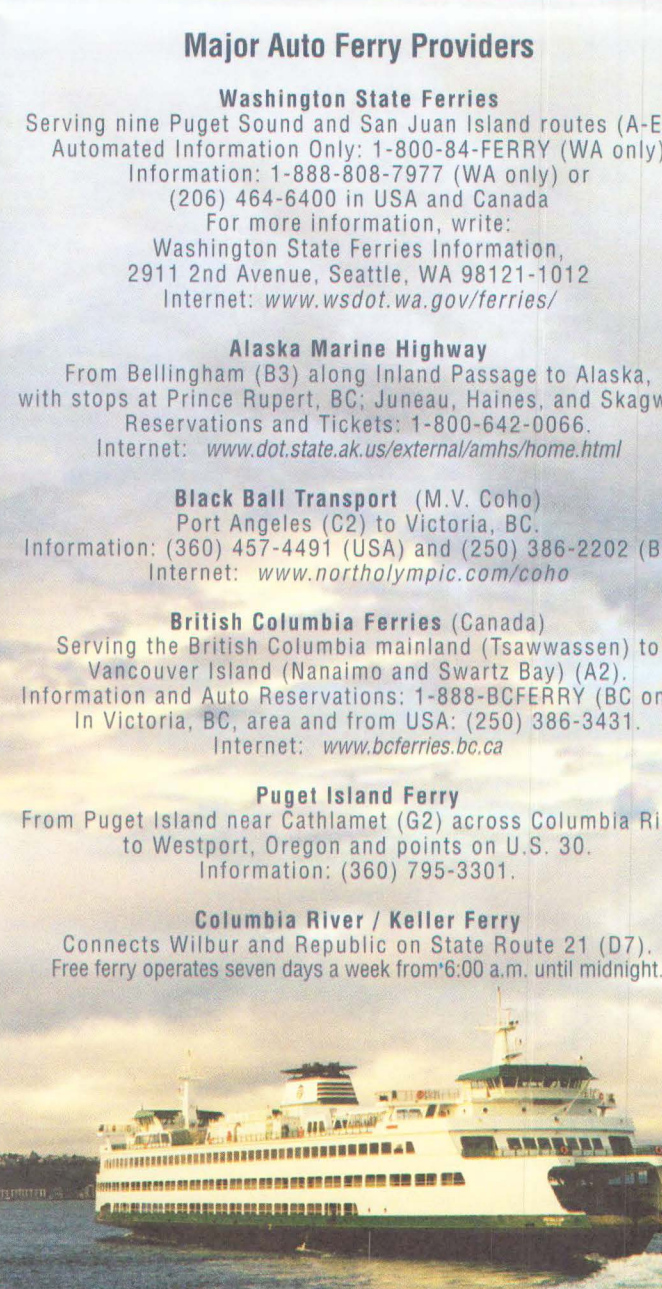 Major Auto Ferry Providers
Washington State Ferries
Serving nine Puget Sound and San Juan Island routes (A-E
Automated Information Only: 1-800-84-FERRY (WA only)
Information: 1-888-808-7977 (WA only) or
(206) 464-6400 in USA and Canada
For more information, write:
Washington State Ferries Information,
2911 2nd Avenue, Seattle, WA 98121-1012
Internet: www.wsdot.wa.gov/ferries/
Alaska Marine Highway
From Bellingham (B3) along Inland Passage to Alaska,
with stops at Prince Rupert, BC; Juneau, Haines, and Skagw
Reservations and Tickets: 1-800-642-0066.
Internet: www.dot.state.ak.us/external/amhs/home.html
Black Ball Transport (M.V. Coho)
Port Angeles (C2) to Victoria, BC.
Information: (360) 457-4491 (USA) and (250) 386-2202 (B
Internet: www.northolympic.com/coho
British Columbia Ferries (Canada)
Serving the British Columbia mainland (Tsawwassen) to
Vancouver Island (Nanaimo and Swartz Bay) (A2).
Information and Auto Reservations: 1-888-BCFERRY (BC on
In Victoria, BC, area and from USA: (250) 386-3431.
Internet: www.bcferries.bc.ca
Puget Island Ferry
From Puget Island near Cathlamet (G2) across Columbia Ri
to Westport, Oregon and points on U.S. 30.
Information: (360) 795-3301.
Columbia River / Keller Ferry
Connects Wilbur and Republic on State Route 21 (D7).
Free ferry operates seven days a week from 6:00 a.m. until midnight.